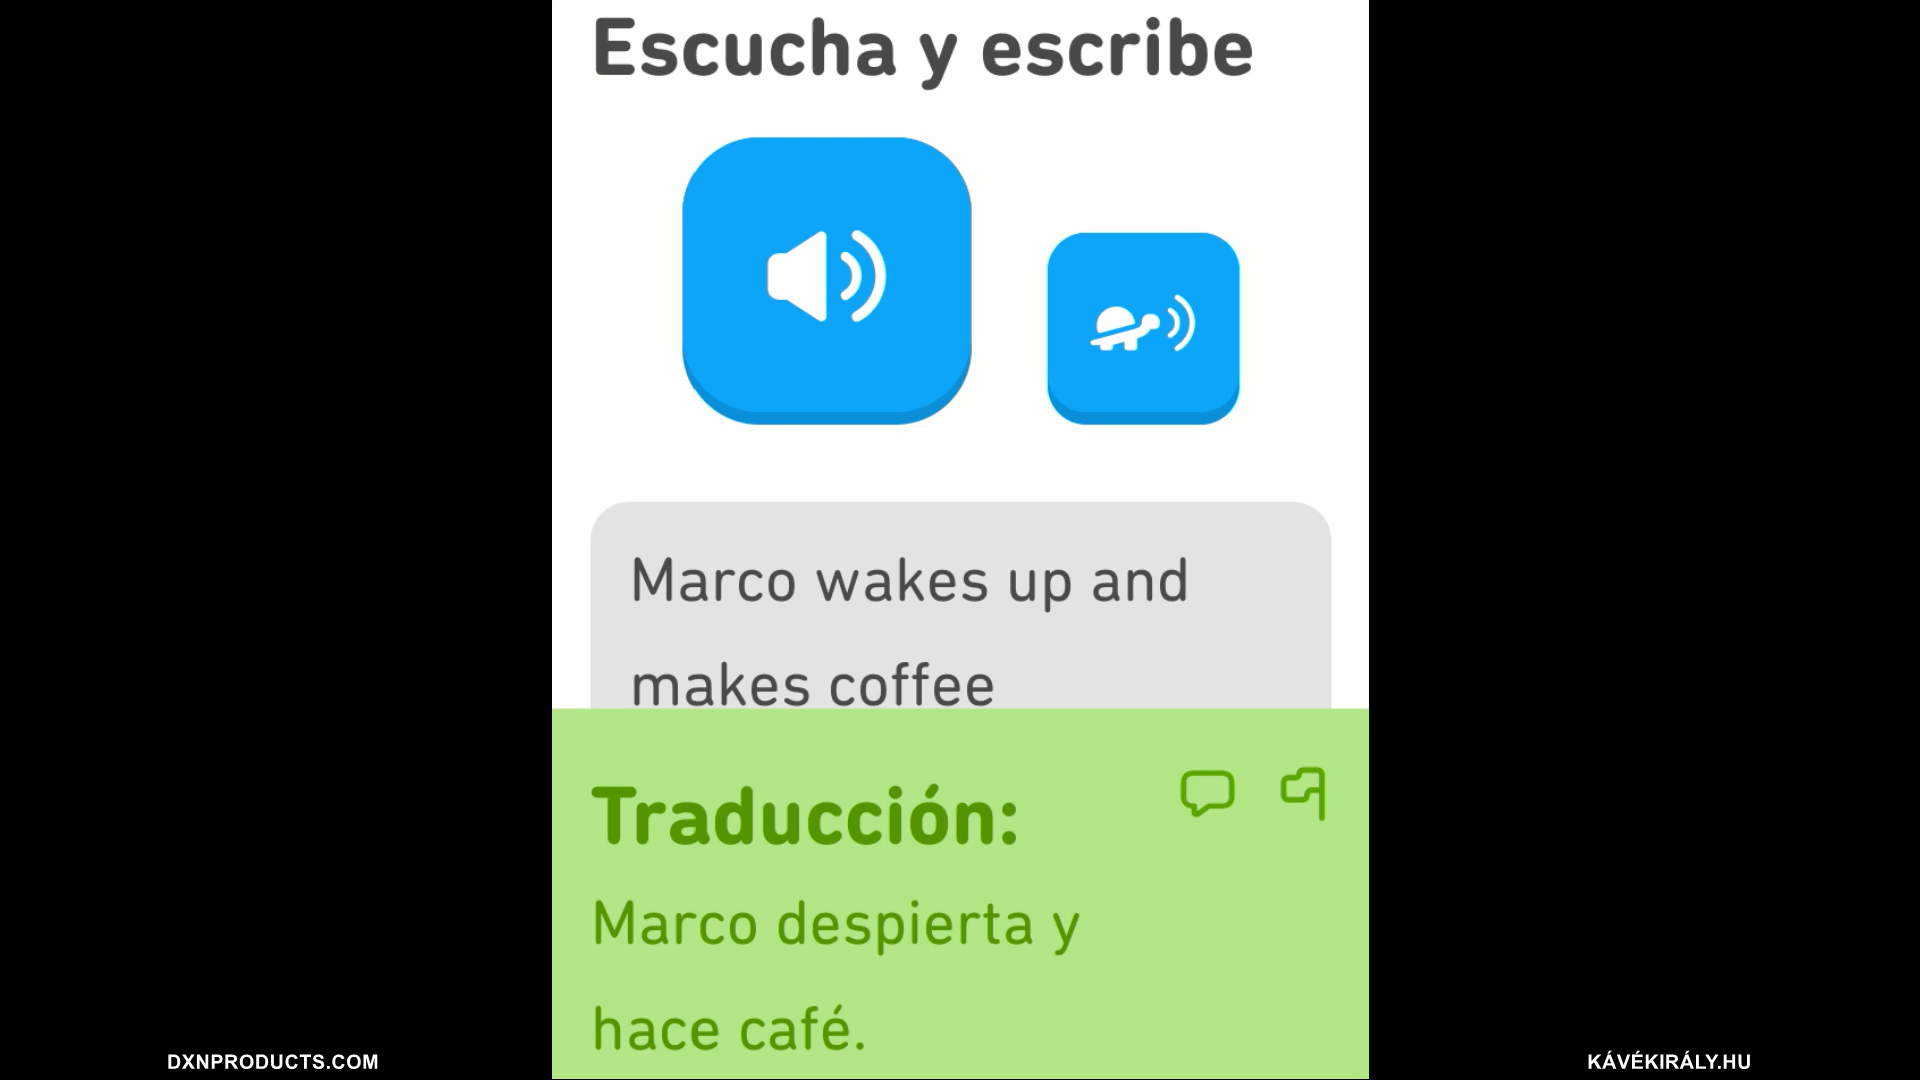 Escucha y escribe
Marco wakes up and
makes coffee
Traducción:
Marco despierta y
hace café.
DXNPRODUCTS.COM
KÁVÉKIRÁLY.HU